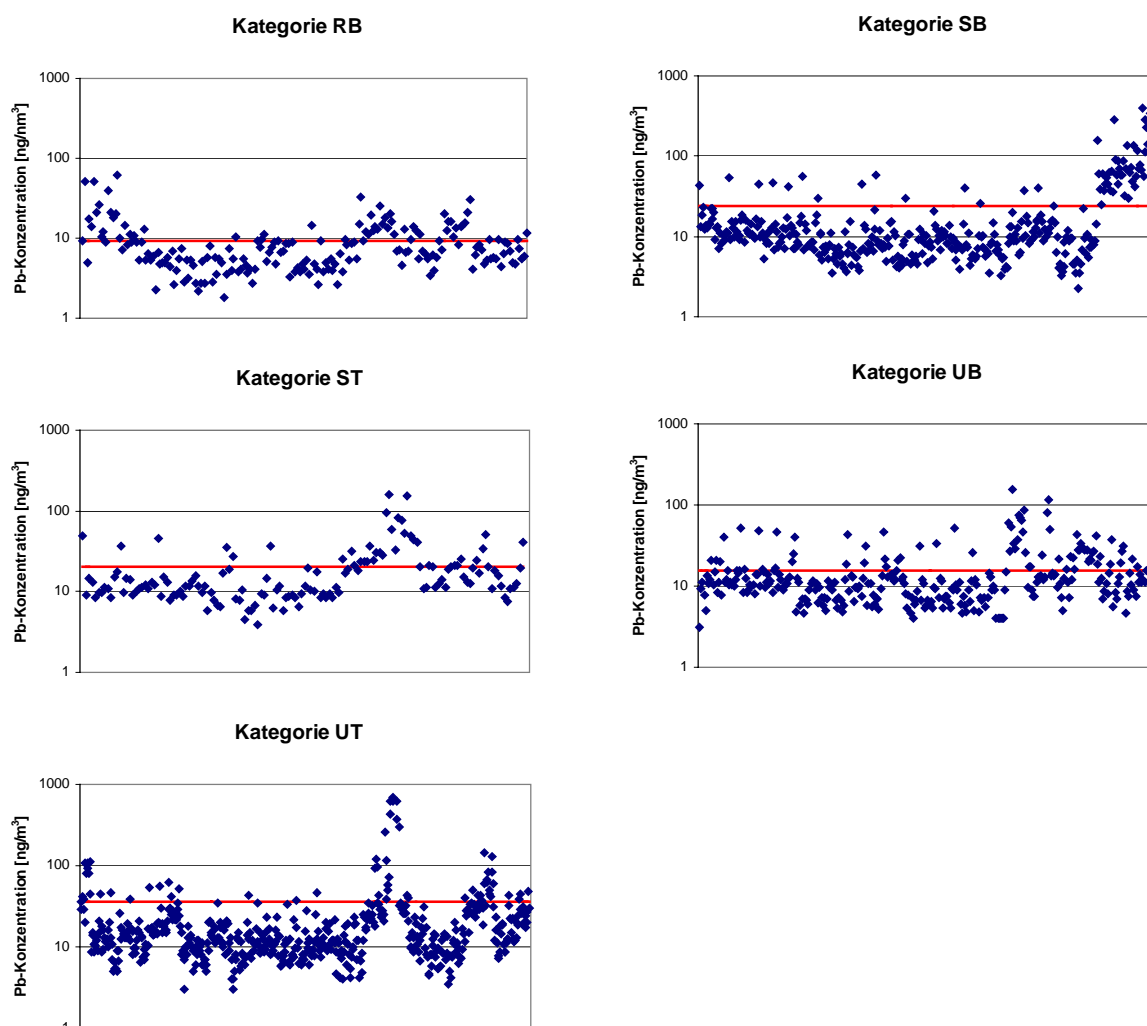 Kategorie RB
Pb-Konzentration [ng/nm³]
1000
100
10
1
Kategorie SB
Pb-Konzentration [ng/m³]
1000
100
10
1
Kategorie ST
Pb-Konzentration [ng/m³]
1000
100
10
1
Kategorie UB
Pb-Konzentration [ng/m³]
1000
100
10
1
Kategorie UT
Pb-Konzentration [ng/m³]
1000
100
10
1